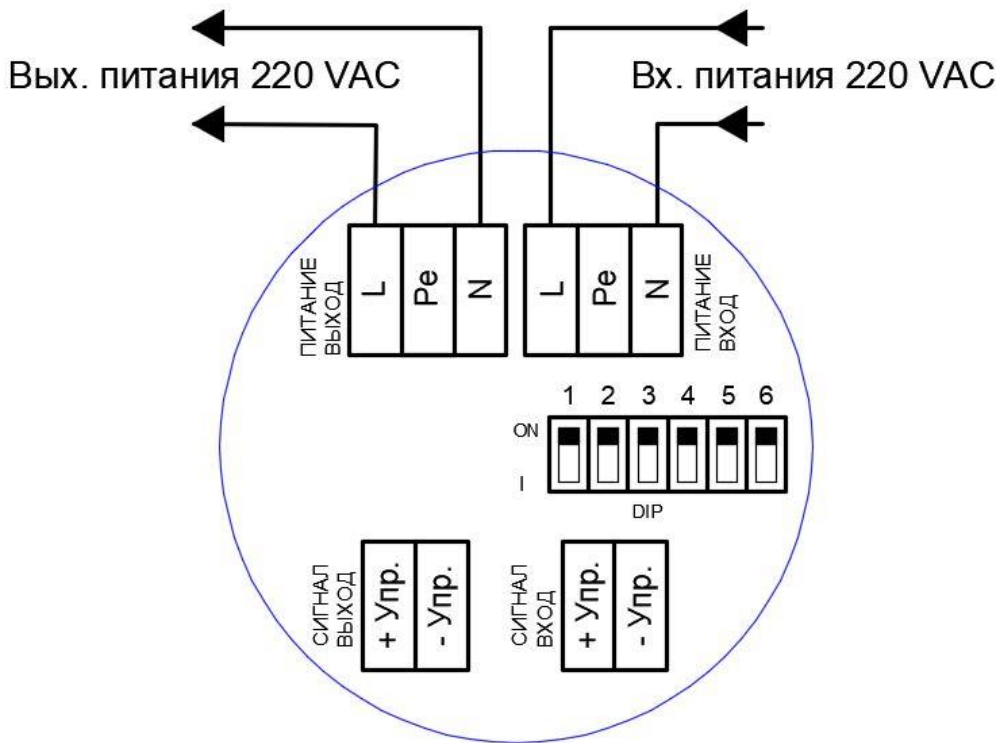 Вых. питания 220 VAC
Вх. питания 220 VAC
ПИТАНИЕ
ВЫХОД
L
Pe
N
L
Pe
N
ПИТАНИЕ
ВХОД
1 2 3 4 5 6
ON
I
DIP
СИГНАЛ
ВЫХОД
+ Упр.
- Упр.
СИГНАЛ
ВХОД
+ Упр.
- Упр.